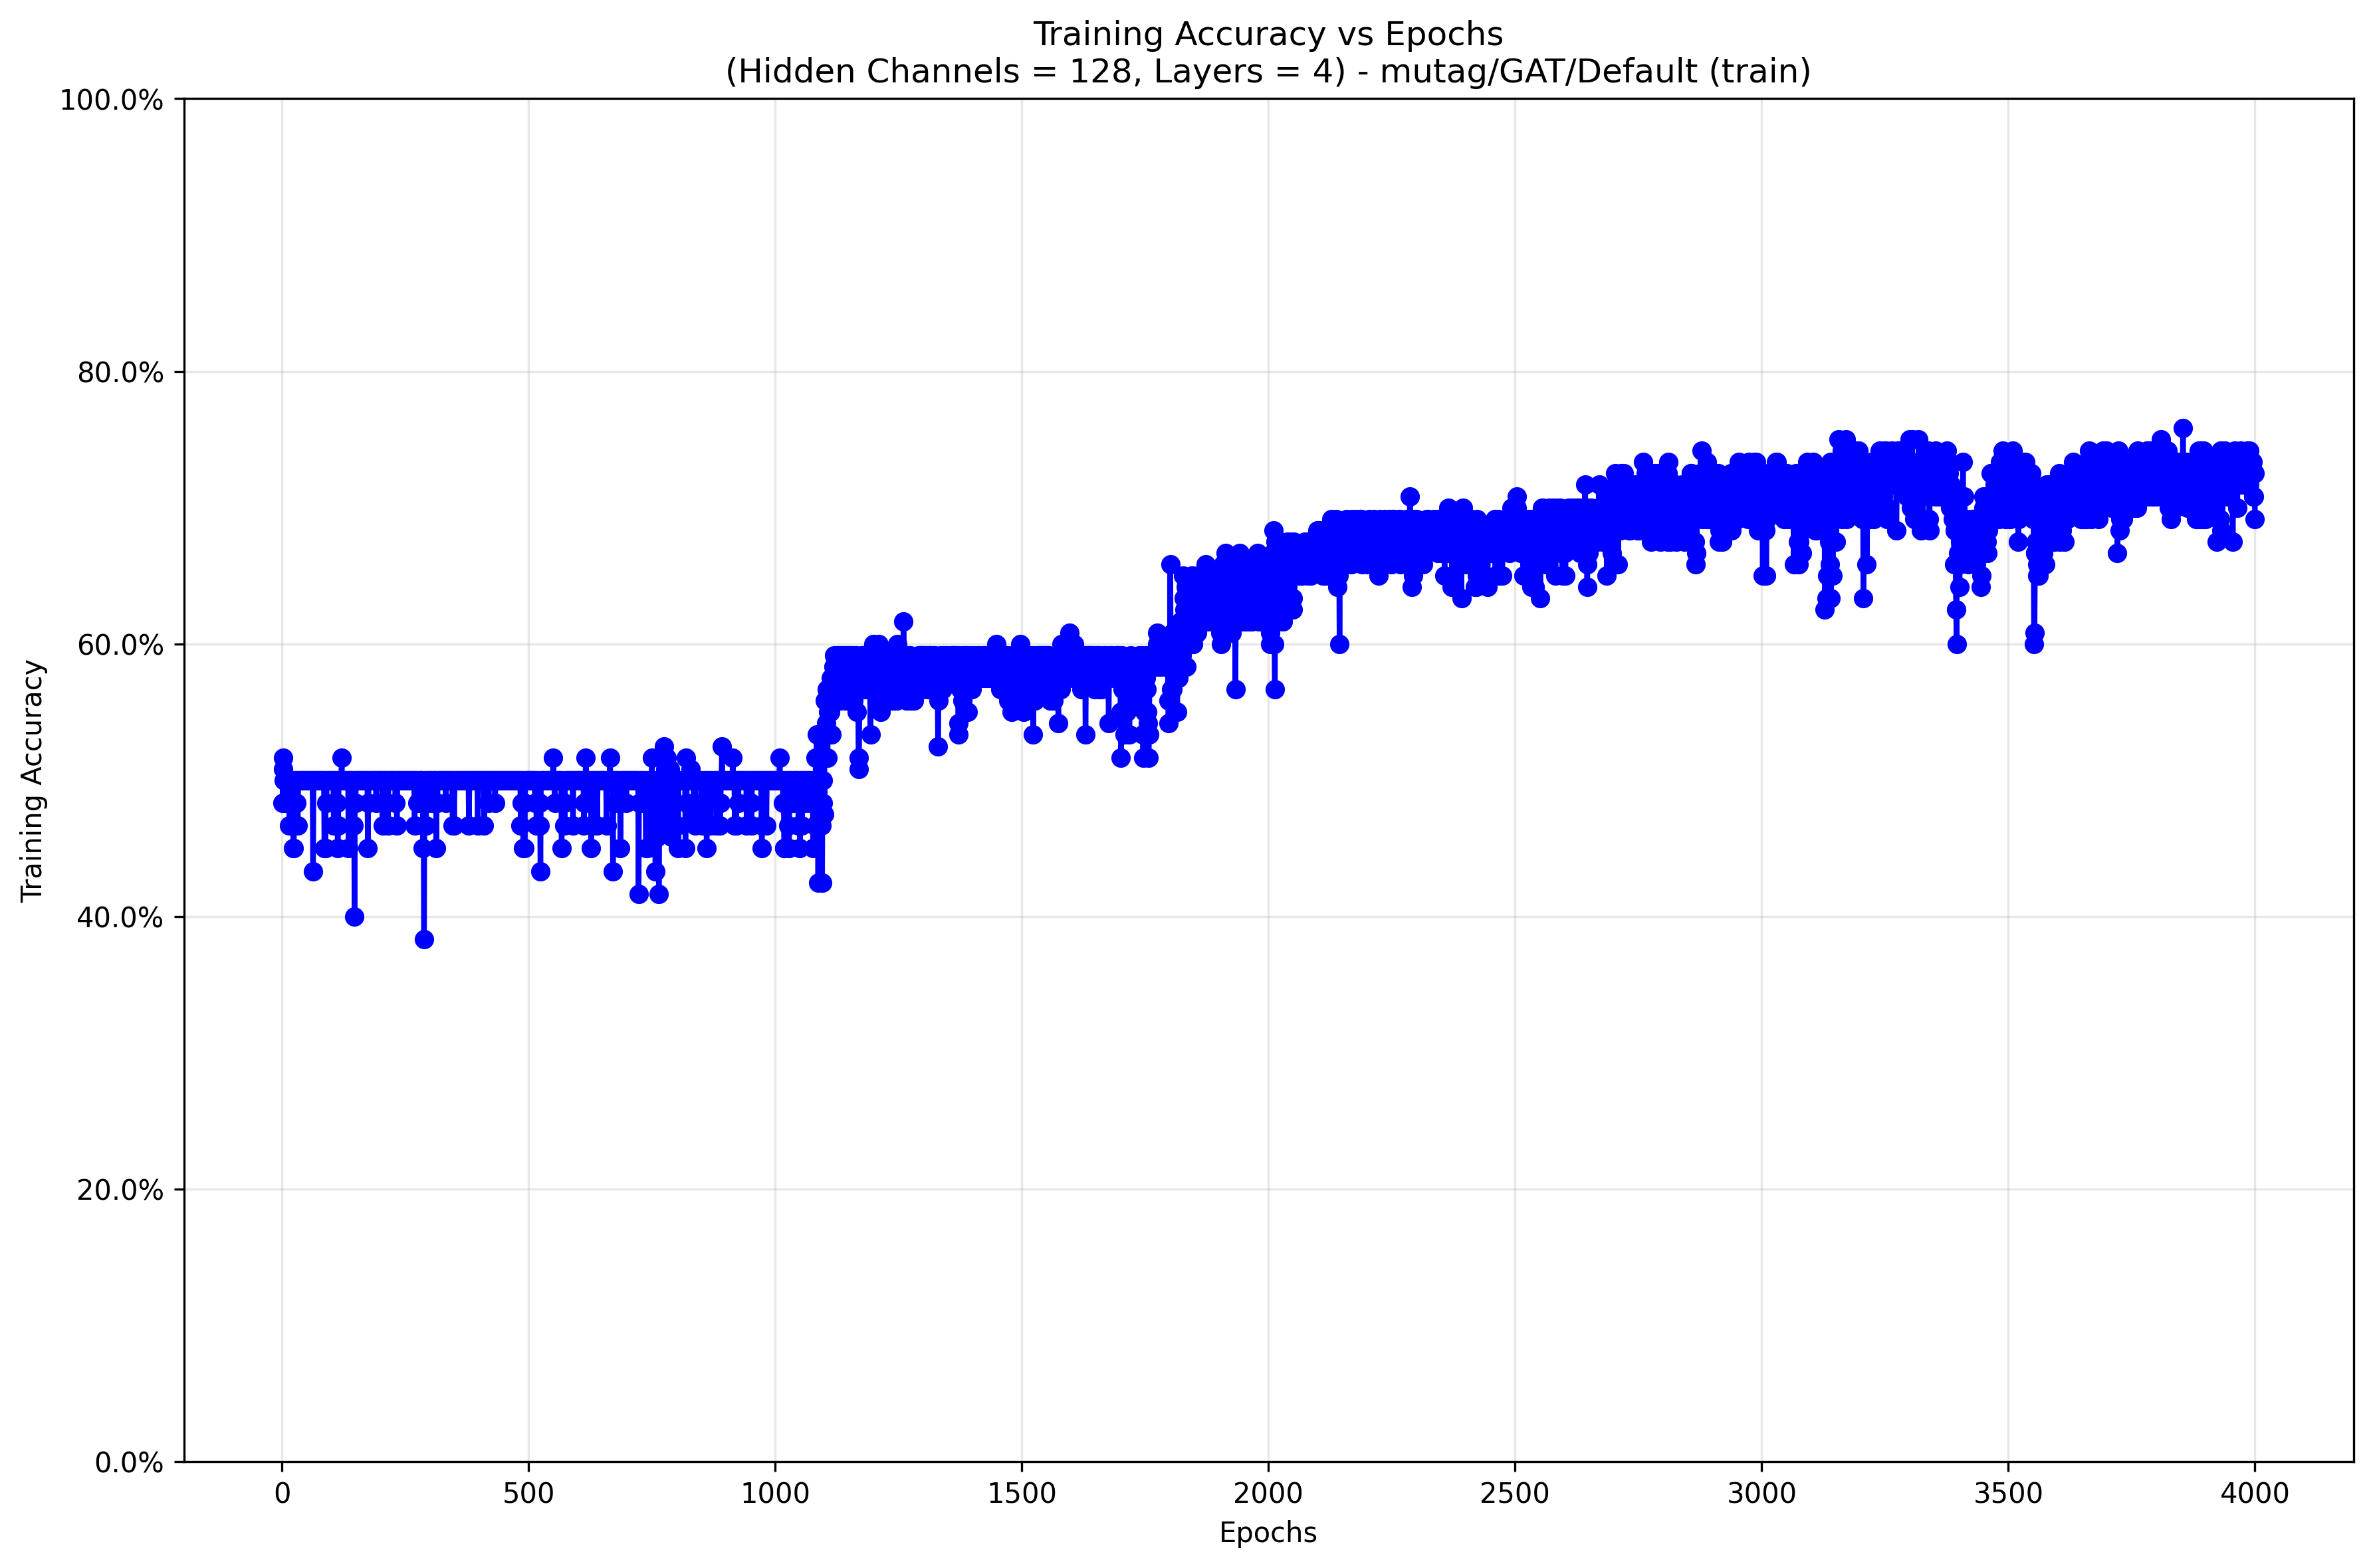 Training Accuracy vs Epochs
(Hidden Channels = 128, Layers = 4) - mutag/GAT/Default (train)
100.0%
80.0%
60.0%
40.0%
20.0%
0.0%
Training Accuracy
0 500 1000 1500 2000 2500 3000 3500 4000
Epochs